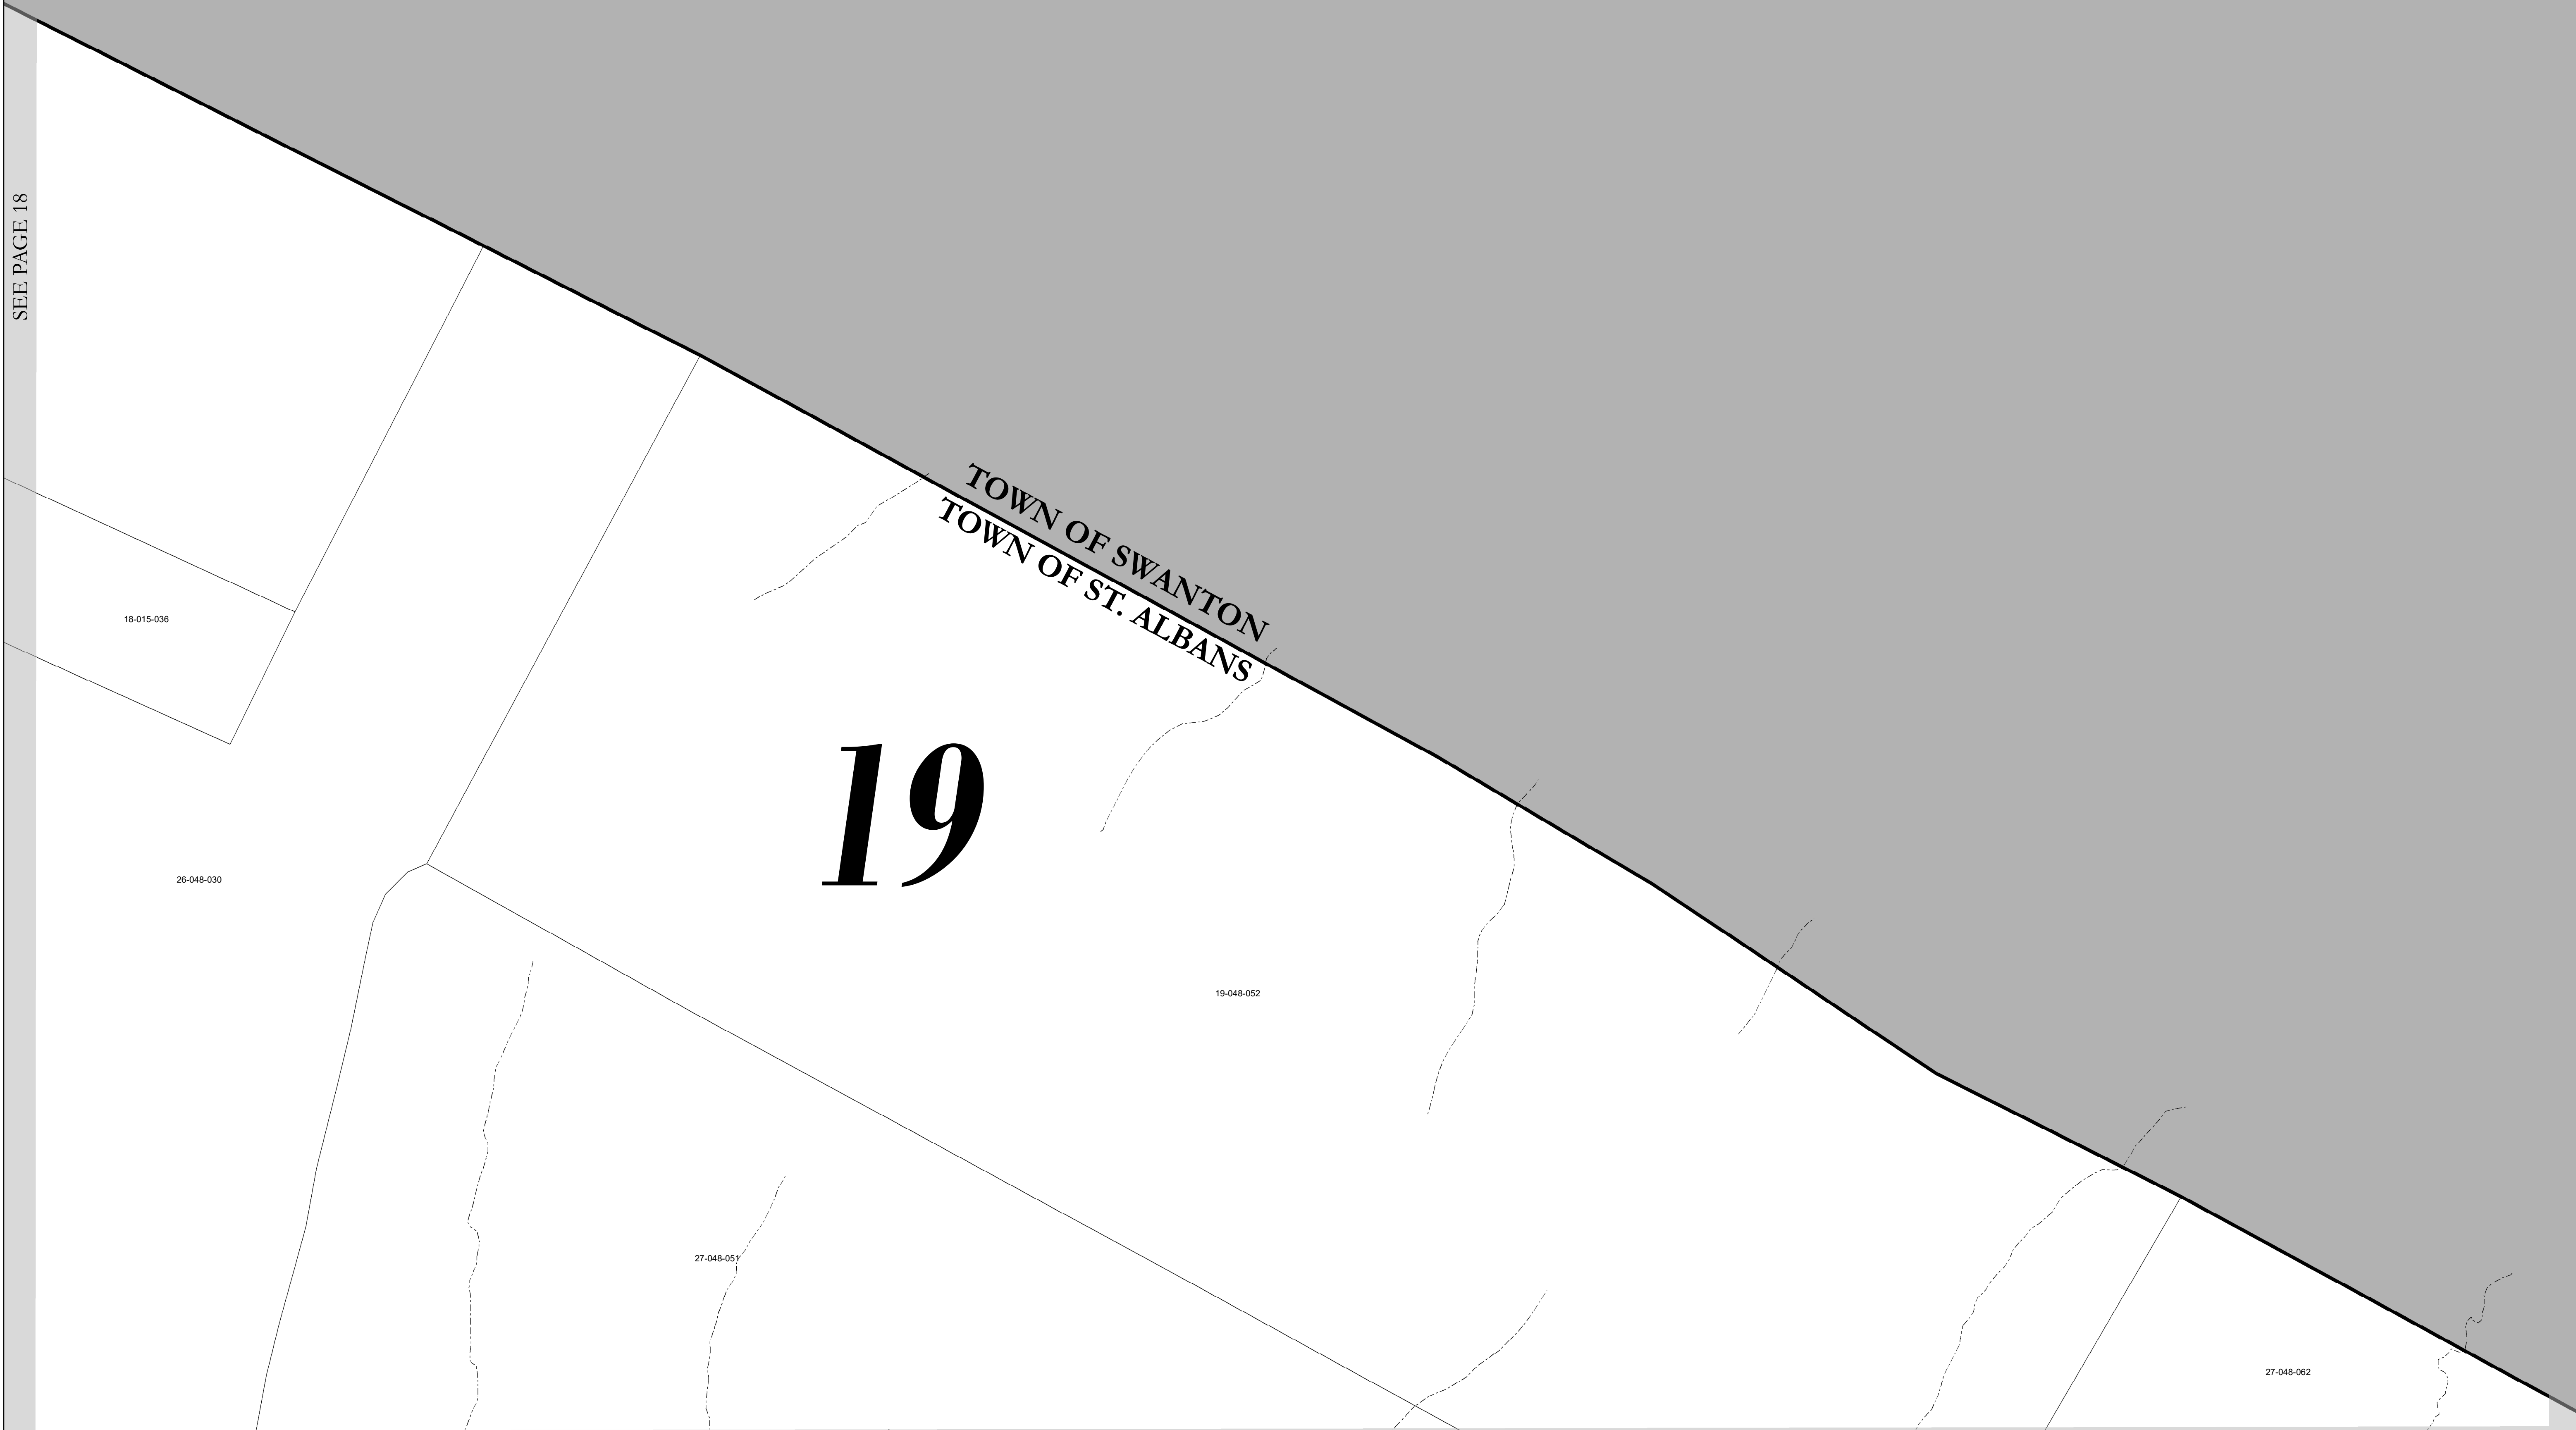 SEE PAGE 18
TOWN OF SWANTON
TOWN OF ST. ALBANS
18-015-036
19
26-048-030
19-048-052
27-048-051
27-048-062